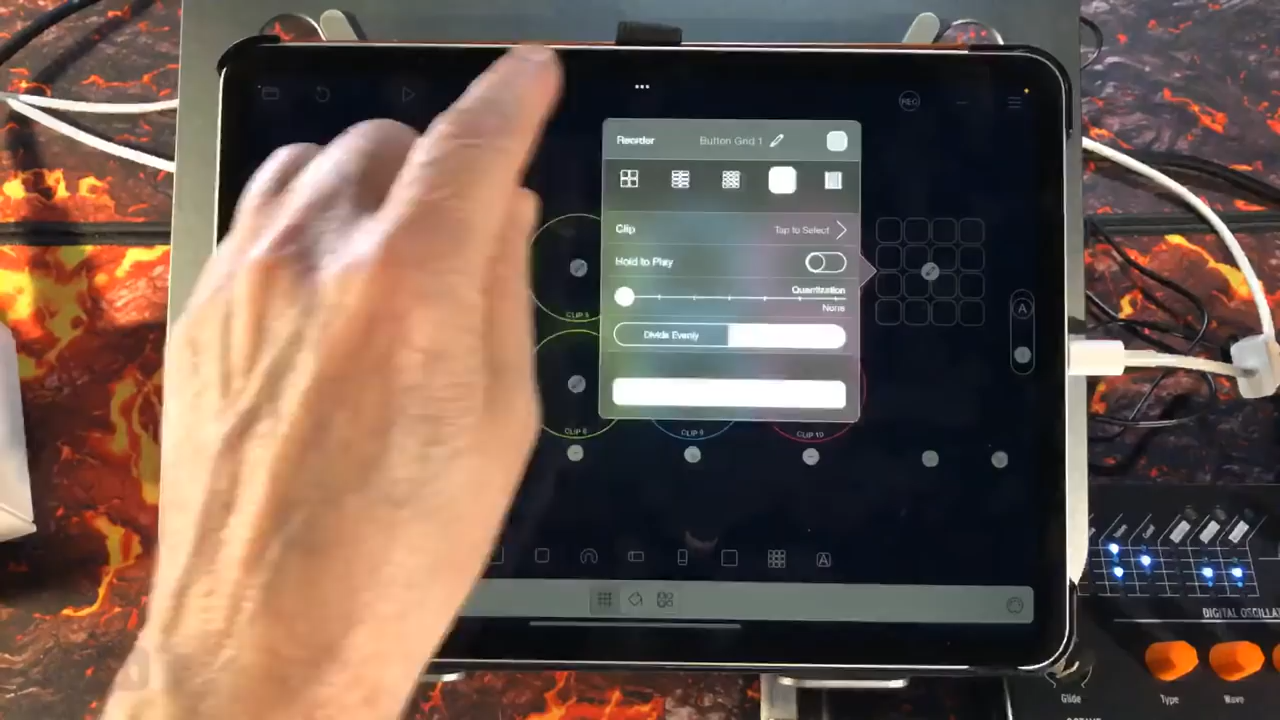 REC
Reorder Button Grid 1
Clip Tap to Select
Hold to Play
Quantization
None
Divide Evenly
CLIP 5
CLIP 6
CLIP 9
CLIP 10
A
A
DIGITAL OSCILLA
Glide
Type
Wave